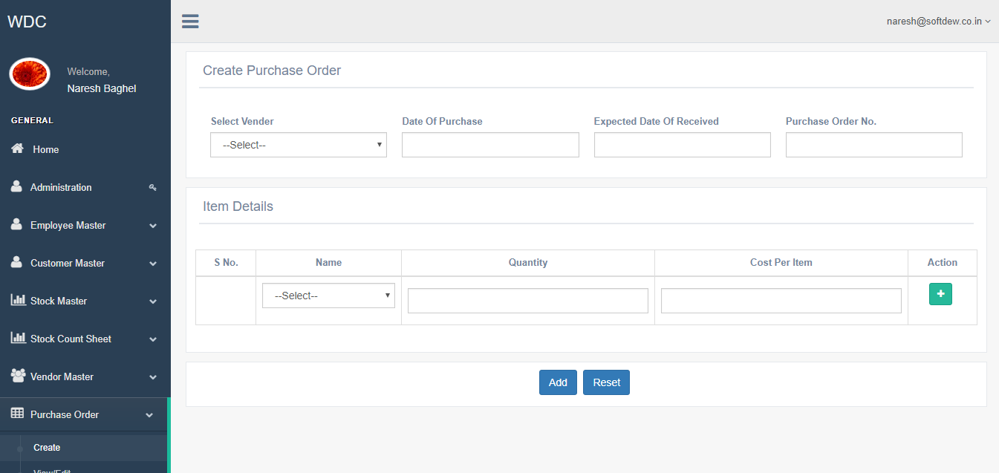 WDC
naresh@softdew.co.in
Welcome,
Naresh Baghel
GENERAL
Home
Administration
Employee Master
Customer Master
Stock Master
Stock Count Sheet
Vendor Master
Purchase Order
Create
View/Edit
Create Purchase Order
Select Vender Date Of Purchase Expected Date Of Received Purchase Order No.
--Select--
Item Details
S No. Name Quantity Cost Per Item Action
--Select--
Add Reset